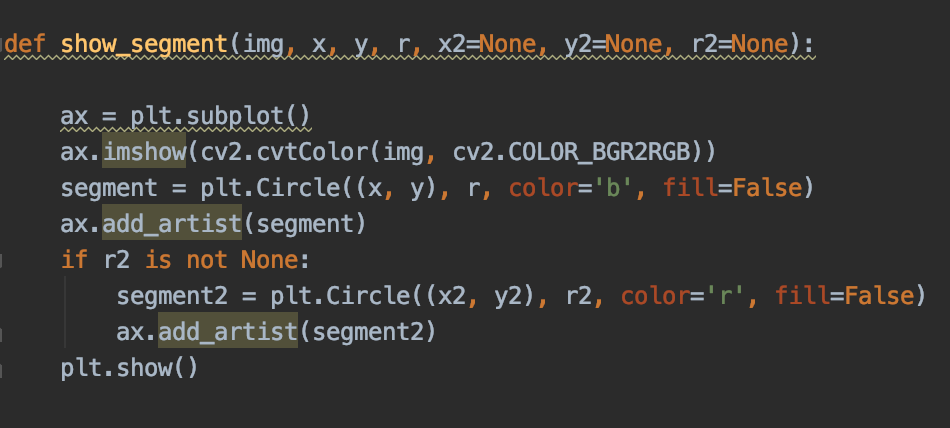 def show_segment(img, x, y, r, x2=None, y2=None, r2=None):
ax = plt.subplot()
ax.imshow(cv2.cvtColor(img, cv2.COLOR_BGR2RGB))
segment = plt.Circle((x, y), r, color='b', fill=False)
ax.add_artist(segment)
if r2 is not None:
segment2 = plt.Circle((x2, y2), r2, color='r', fill=False)
ax.add_artist(segment2)
plt.show()